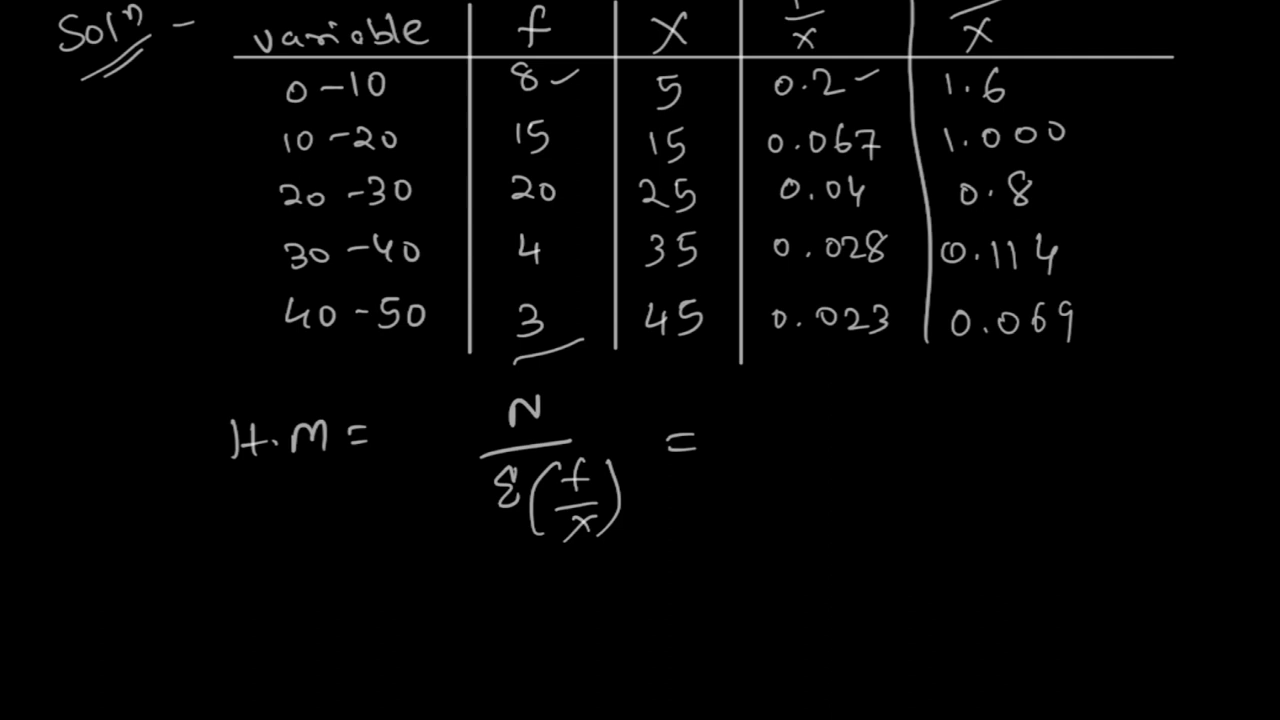 Solⁿ - variable f X 1/x f/x
0-10 8 5 0.2 1.6
10-20 15 15 0.067 1.000
20-30 20 25 0.04 0.8
30-40 4 35 0.028 0.114
40-50 3 45 0.023 0.069
H.M = N / Σ(f/x) =